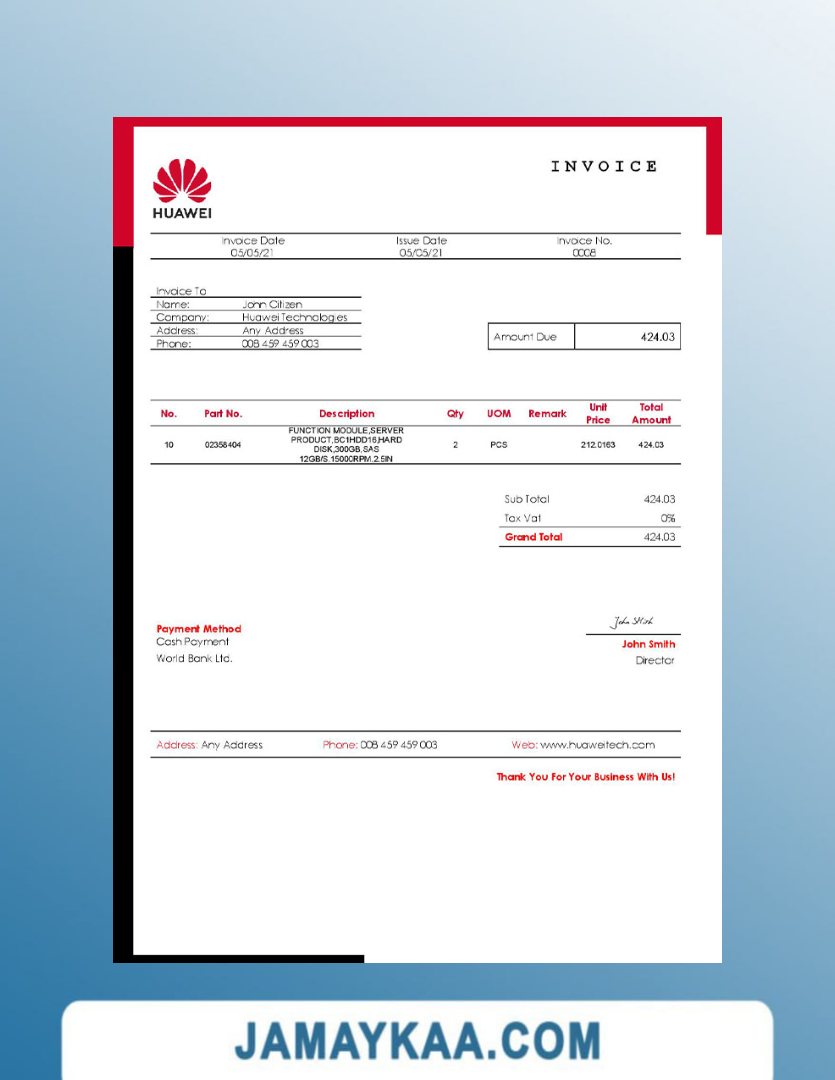 INVOICE
HUAWEI
Invoice Date Issue Date Invoice No.
05/05/21 05/05/21 0008
Invoice To
Name: John Citizen
Company: Huawei Technologies
Address: Any Address
Phone: 008 459 459 003
Amount Due 424.03
No. Part No. Description Qty UOM Remark Unit Price Total Amount
10 02358404 FUNCTION MODULE,SERVER 2 PCS 212.0163 424.03
PRODUCT,BC1HDD16,HARD
DISK,300GB,SAS
12GB/S.15000RPM.2.5IN
Sub Total 424.03
Tax Vat 0%
Grand Total 424.03
Payment Method
Cash Payment
World Bank Ltd.
John Smith
John Smith
Director
Address: Any Address Phone: 008 459 459 003 Web: www.huaweitech.com
Thank You For Your Business With Us!
JAMAYKAA.COM